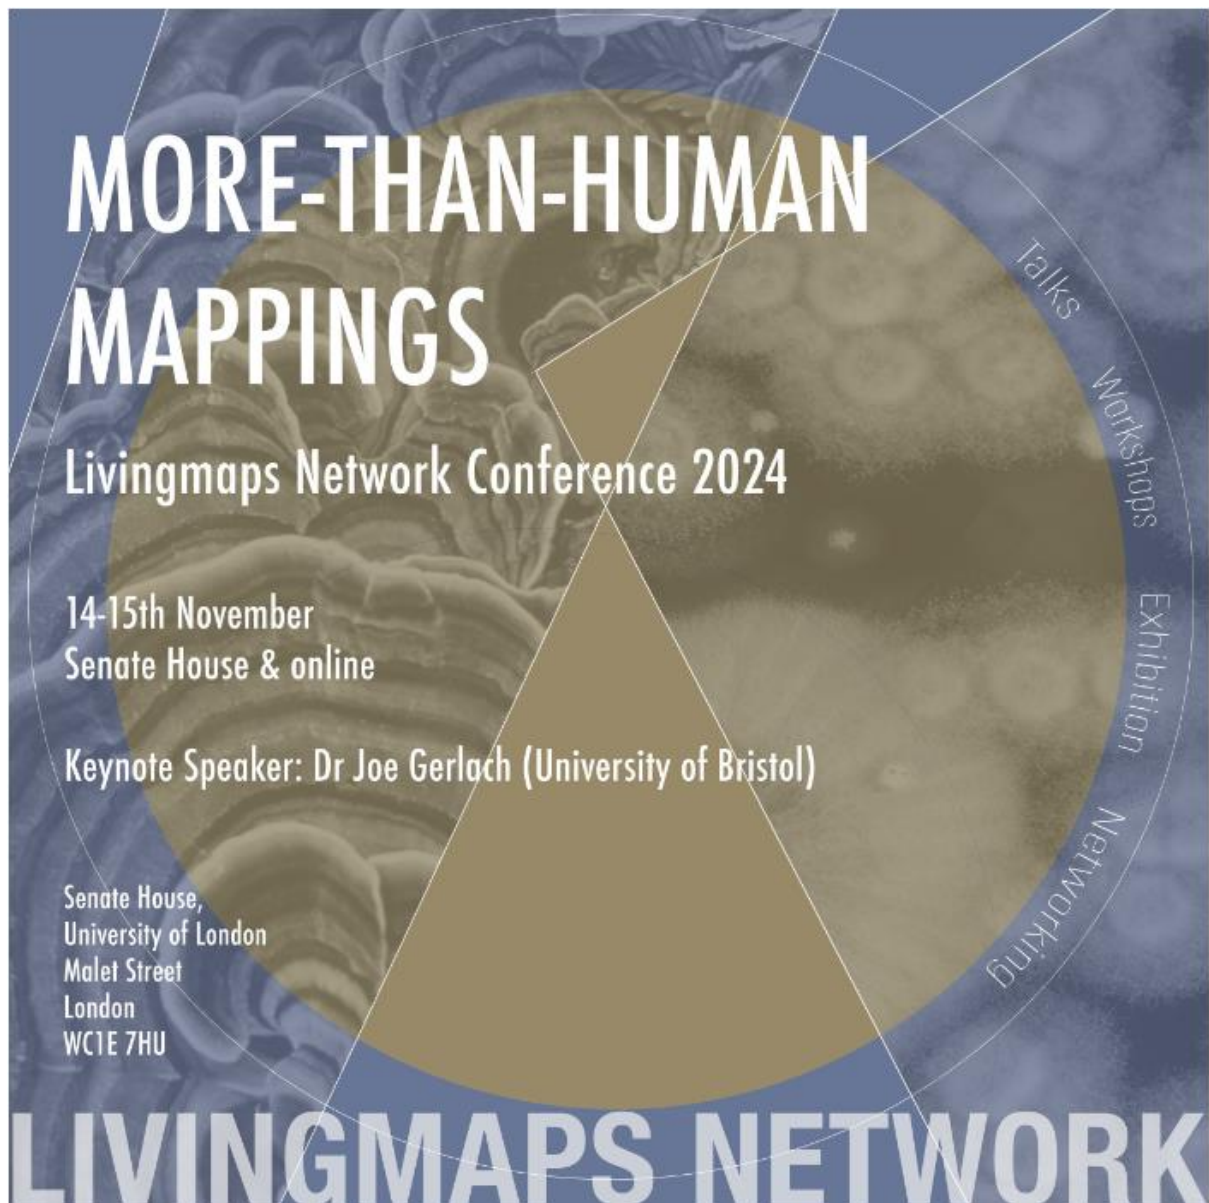 MORE-THAN-HUMAN
MAPPINGS
Livingmaps Network Conference 2024
14-15th November
Senate House & online
Keynote Speaker: Dr Joe Gerlach (University of Bristol)
Senate House,
University of London
Malet Street
London
WC1E 7HU
Talks
Workshops
Exhibition
Networking
LIVINGMAPS NETWORK